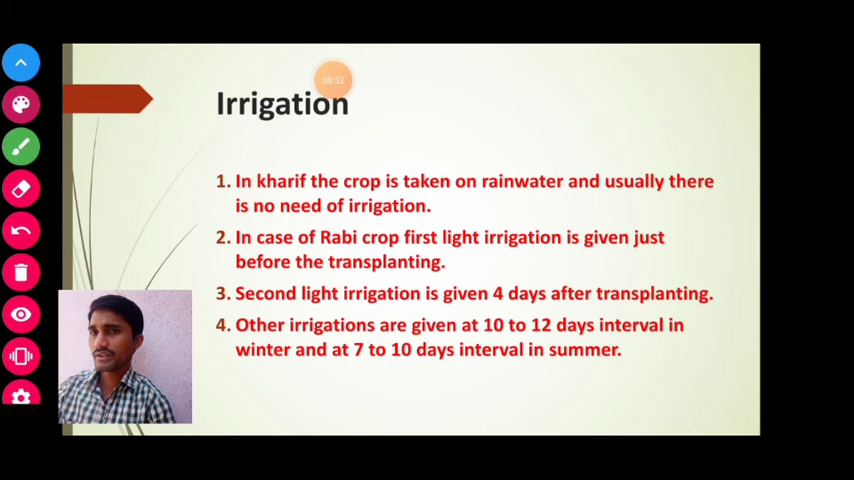 08:52
Irrigation
1. In kharif the crop is taken on rainwater and usually there
is no need of irrigation.
2. In case of Rabi crop first light irrigation is given just
before the transplanting.
3. Second light irrigation is given 4 days after transplanting.
4. Other irrigations are given at 10 to 12 days interval in
winter and at 7 to 10 days interval in summer.